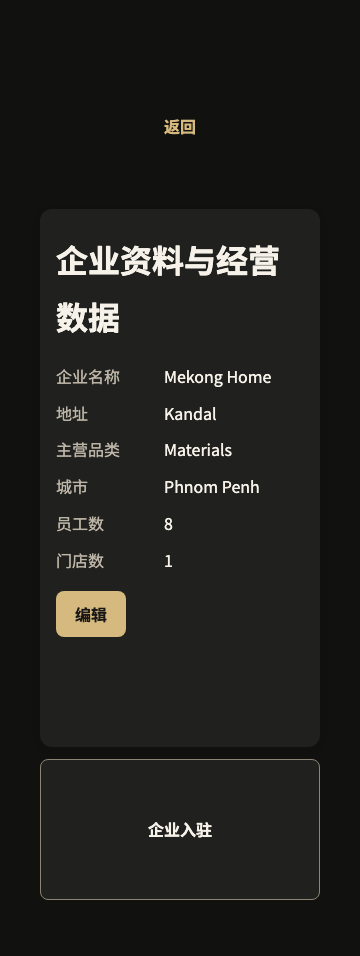 返回
企业资料与经营
数据
企业名称 Mekong Home
地址 Kandal
主营品类 Materials
城市 Phnom Penh
员工数 8
门店数 1
编辑
企业入驻